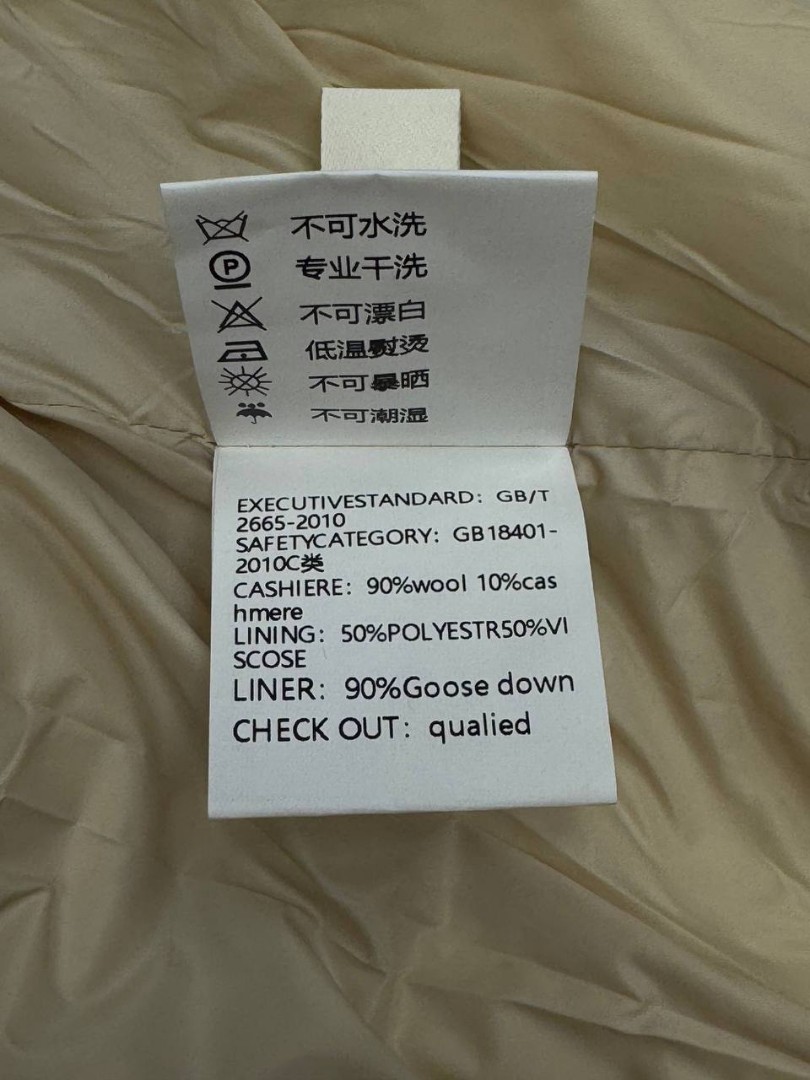 不可水洗
P 专业干洗
不可漂白
低温熨烫
不可暴晒
不可潮湿
EXECUTIVESTANDARD: GB/T
2665-2010
SAFETYCATEGORY: GB18401-
2010C类
CASHIERE: 90%wool 10%cas
hmere
LINING: 50%POLYESTR50%VI
SCOSE
LINER: 90%Goose down
CHECK OUT: qualied